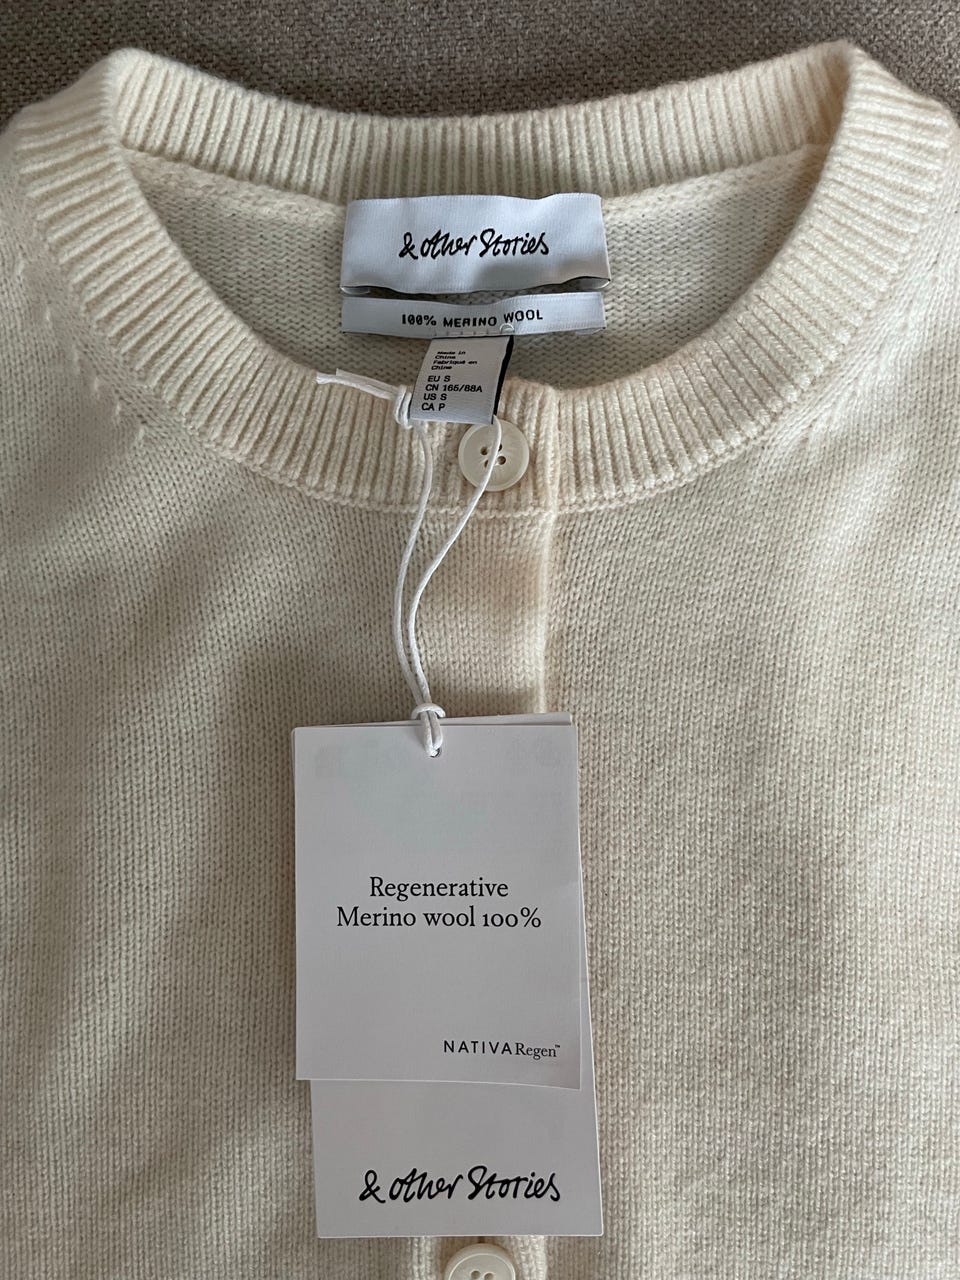 & Other Stories
100% MERINO WOOL
Made in
China
Fabriqué en
Chine
EU S
CN 165/88A
US S
CA P
Regenerative
Merino wool 100%
NATIVA Regen™
& Other Stories